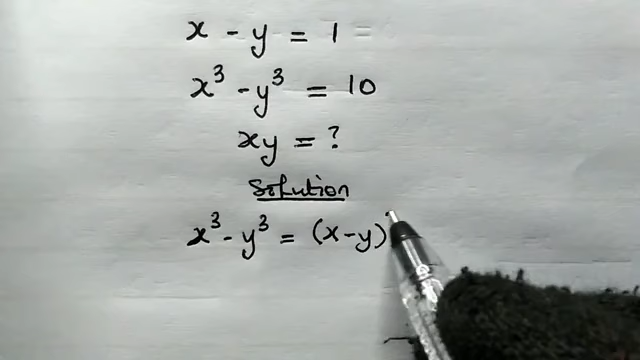 x - y = 1
x³ - y³ = 10
xy = ?
Solution
x³ - y³ = (x-y)